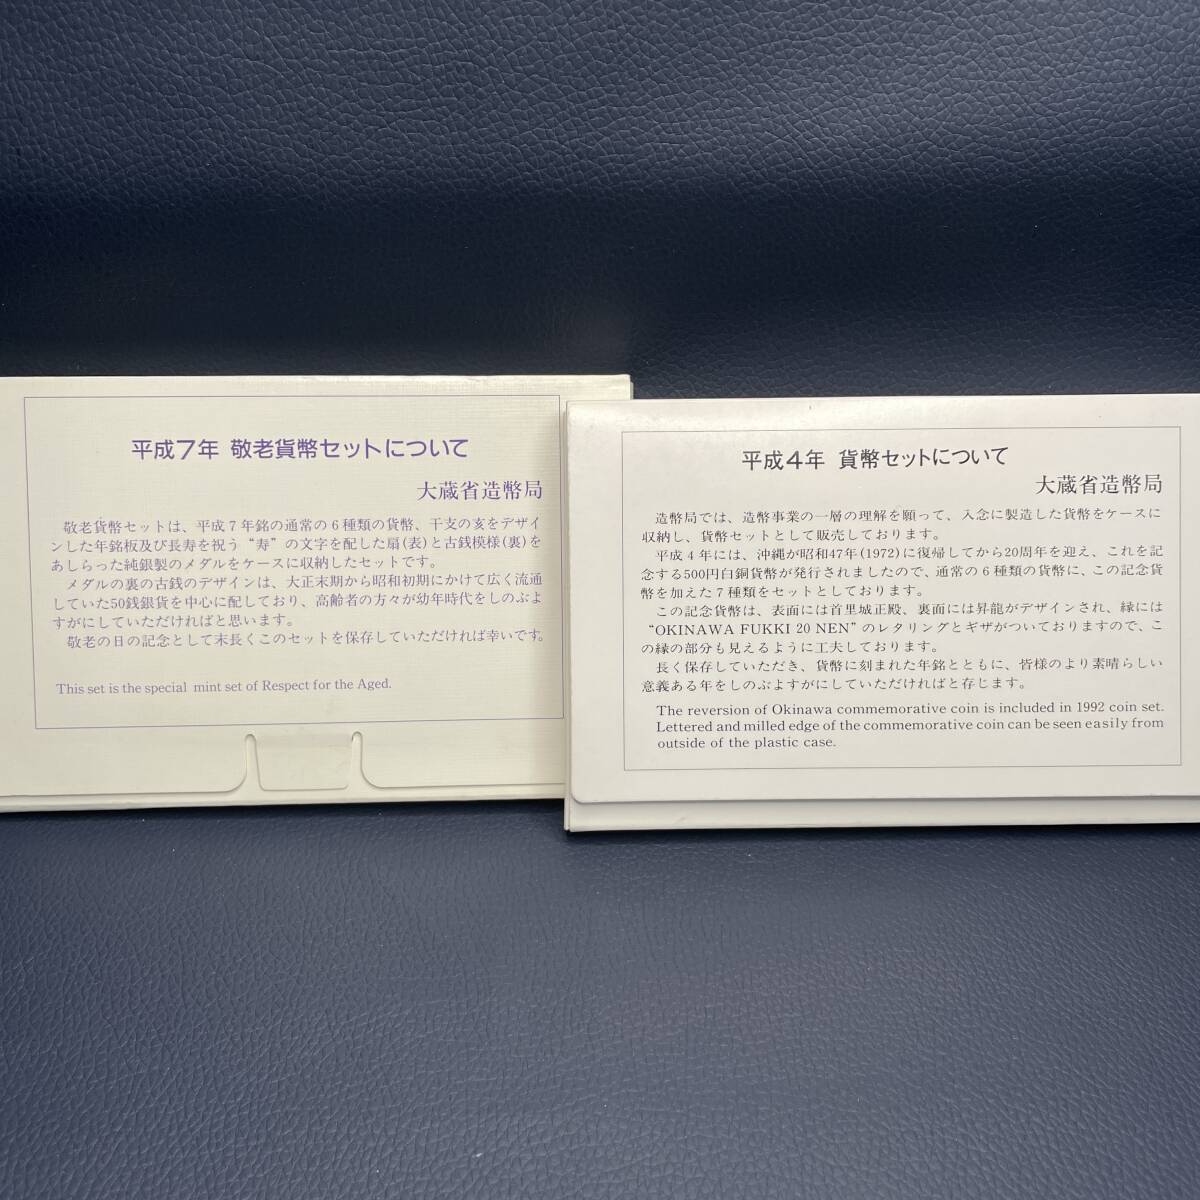 平成7年 敬老貨幣セットについて
大蔵省造幣局
敬老貨幣セットは、平成7年銘の通常の6種類の貨幣、干支の亥をデザイ
ンした年銘板及び長寿を祝う“寿”の文字を配した扇(表)と古銭模様(裏)を
あしらった純銀製のメダルをケースに収納したセットです。
メダルの裏の古銭のデザインは、大正末期から昭和初期にかけて広く流通
していた50銭銀貨を中心に配しており、高齢者の方々が幼年時代をしのぶよ
すがにしていただければと思います。
敬老の日の記念として末長くこのセットを保存していただければ幸いです。
This set is the special mint set of Respect for the Aged.
平成4年 貨幣セットについて
大蔵省造幣局
造幣局では、造幣事業の一層の理解を願って、入念に製造した貨幣をケースに
収納し、貨幣セットとして販売しております。
平成4年には、沖縄が昭和47年(1972)に復帰してから20周年を迎え、これを記
念する500円白銅貨幣が発行されましたので、通常の6種類の貨幣に、この記念貨
幣を加えた7種類をセットとしております。
この記念貨幣は、表面には首里城正殿、裏面には昇龍がデザインされ、縁には
“OKINAWA FUKKI 20 NEN”のレタリングとギザがついておりますので、こ
の縁の部分も見えるように工夫しております。
長く保存していただき、貨幣に刻まれた年銘とともに、皆様のより素晴らしい
意義ある年をしのぶよすがにしていただければと存じます。
The reversion of Okinawa commemorative coin is included in 1992 coin set.
Lettered and milled edge of the commemorative coin can be seen easily from
outside of the plastic case.